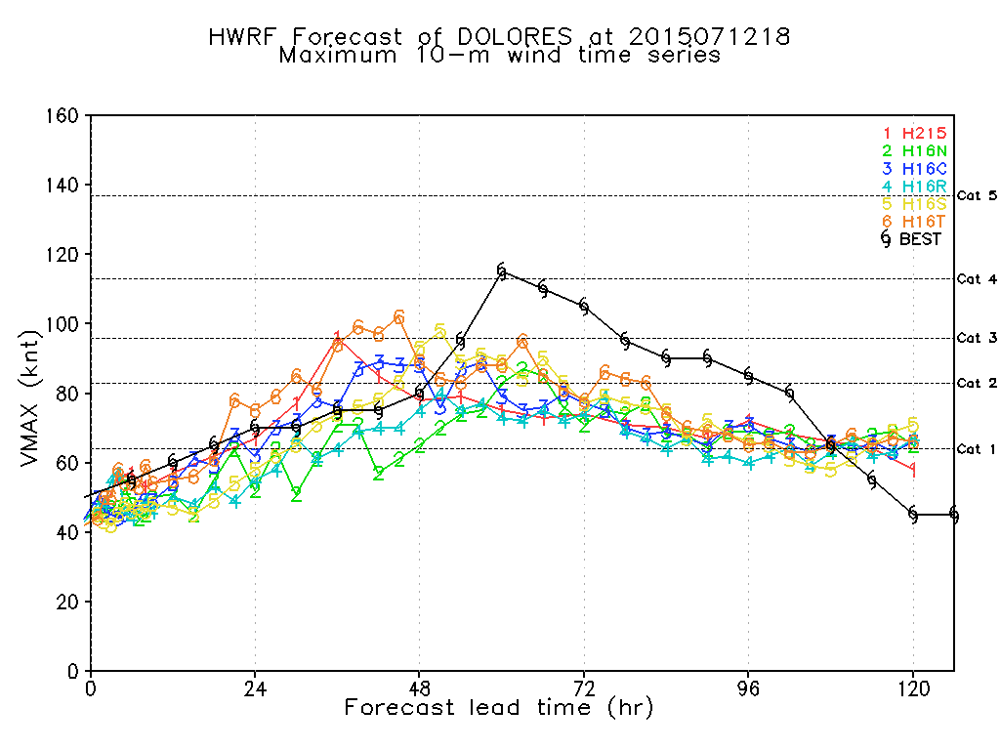 HWRF Forecast of DOLORES at 2015071218
Maximum 10-m wind time series
160
140
120
100
80
60
40
20
0
VMAX (knt)
1 H215
2 H16N
3 H16C
4 H16R
5 H16S
6 H16T
BEST
Cat 5
Cat 4
Cat 3
Cat 2
Cat 1
0 24 48 72 96 120
Forecast lead time (hr)